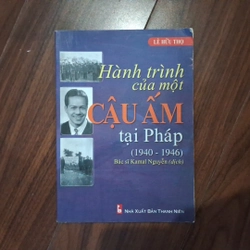 LÊ HỮU THỌ
Hành trình
của một
CẬU ẤM
tại Pháp
(1940 - 1946)
Bác sĩ Kamel Nguyễn (dịch)
NHÀ XUẤT BẢN THANH NIÊN